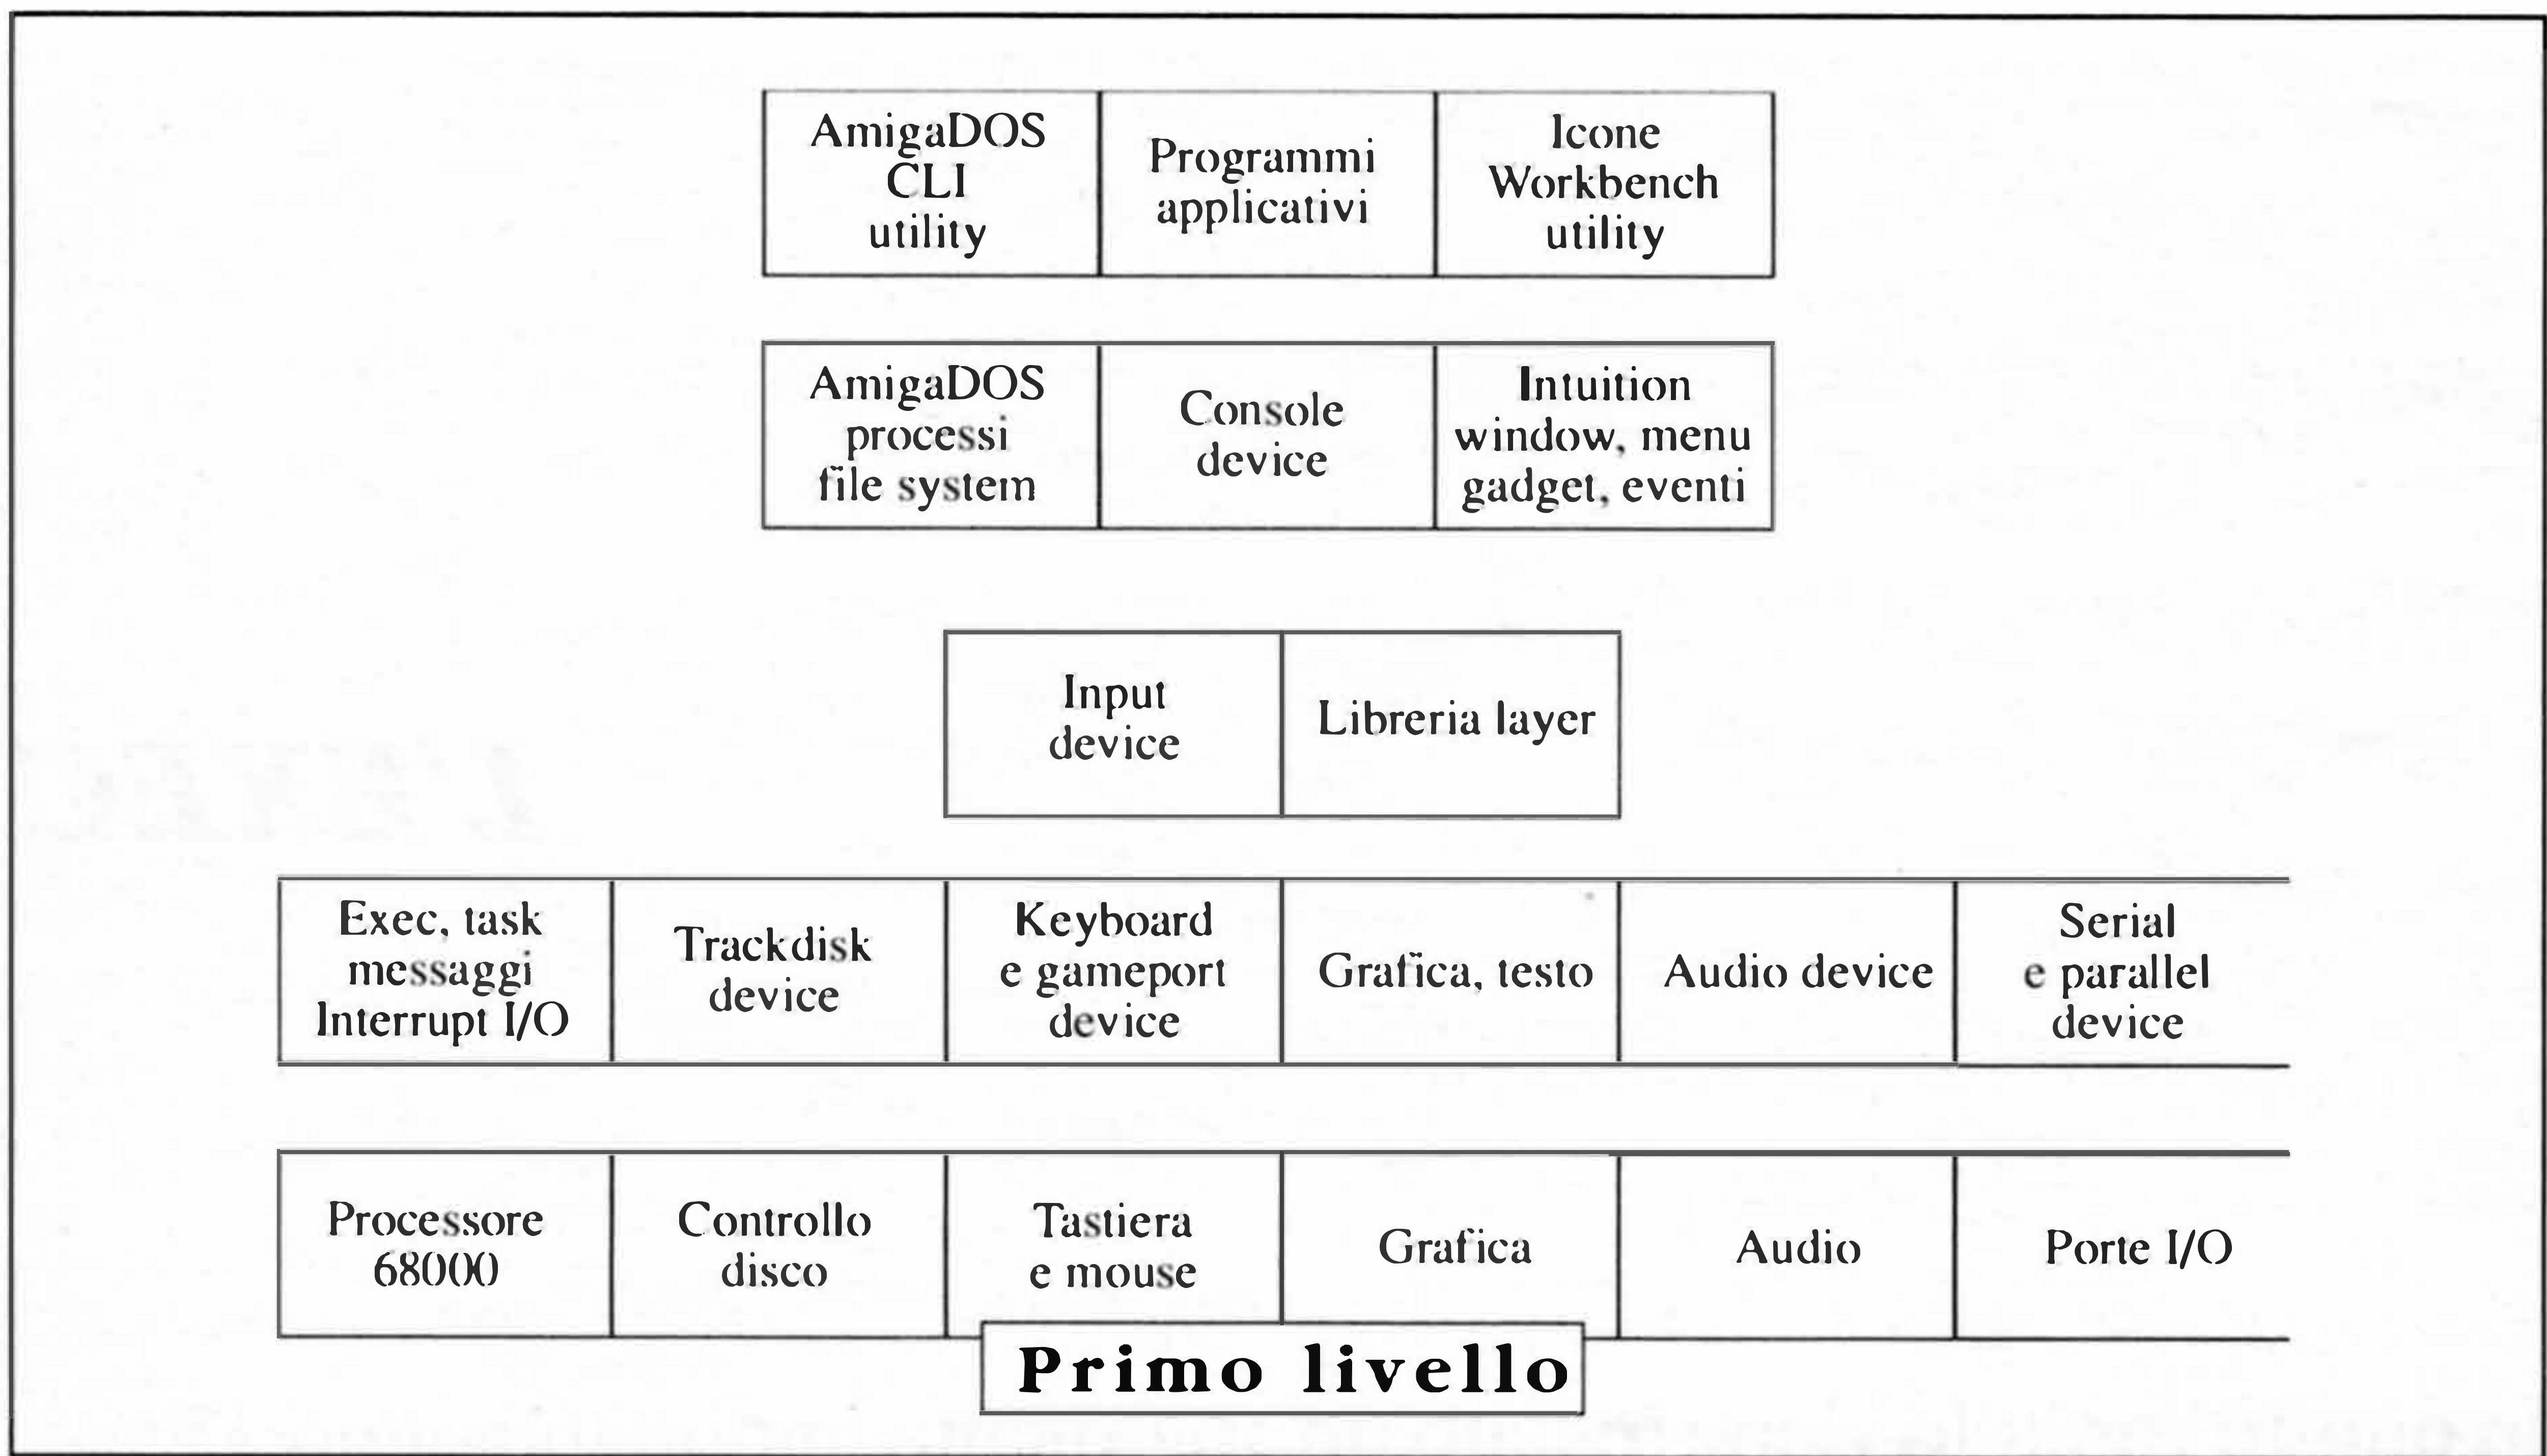 AmigaDOS
CLI
utility
Programmi
applicativi
Icone
Workbench
utility
AmigaDOS
processi
file system
Console
device
Intuition
window, menu
gadget, eventi
Input
device
Libreria layer
Exec, task
messaggi
Interrupt I/O
Trackdisk
device
Keyboard
e gameport
device
Grafica, testo
Audio device
Serial
e parallel
device
Processore
68000
Controllo
disco
Tastiera
e mouse
Grafica
Audio
Porte I/O
Primo livello